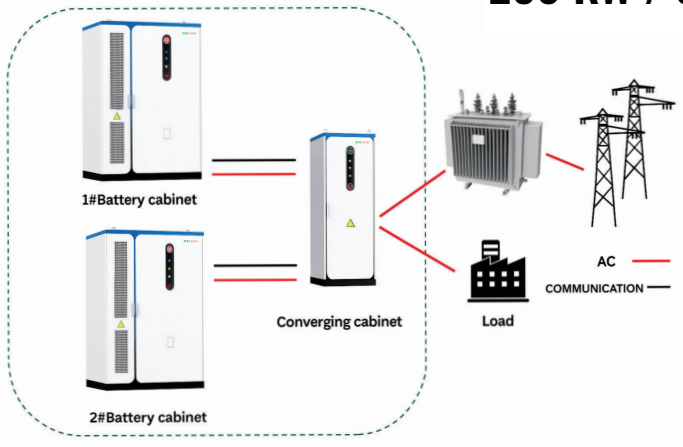 1#Battery cabinet
2#Battery cabinet
Converging cabinet
Load
AC
COMMUNICATION